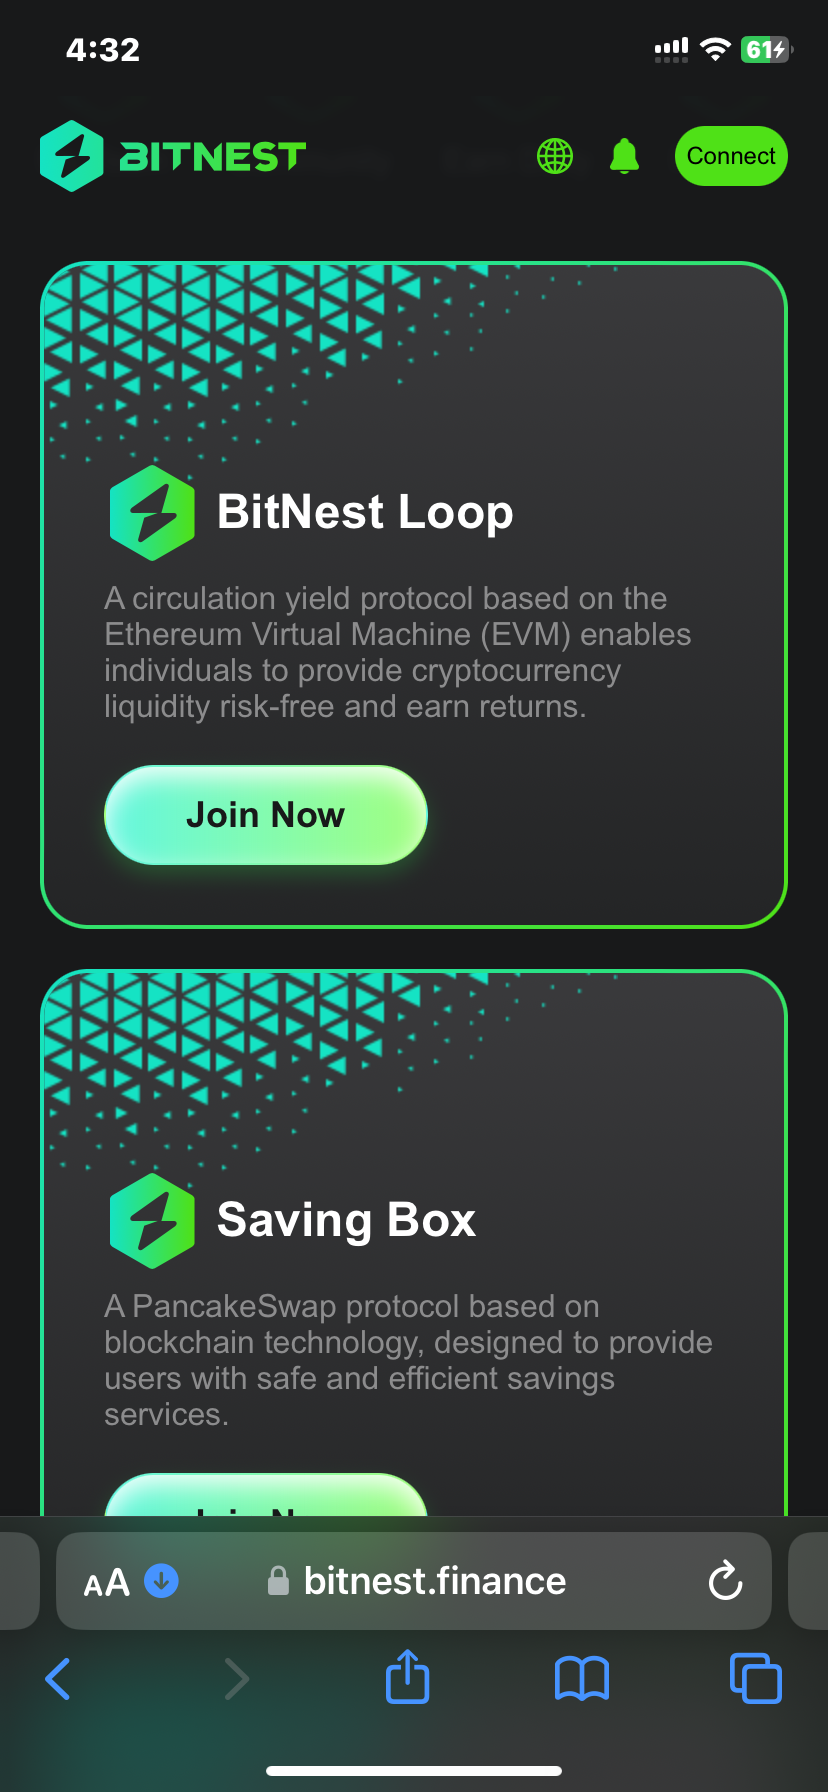 4:32
61
BITNEST
Connect
BitNest Loop
A circulation yield protocol based on the
Ethereum Virtual Machine (EVM) enables
individuals to provide cryptocurrency
liquidity risk-free and earn returns.
Join Now
Saving Box
A PancakeSwap protocol based on
blockchain technology, designed to provide
users with safe and efficient savings
services.
AA
bitnest.finance